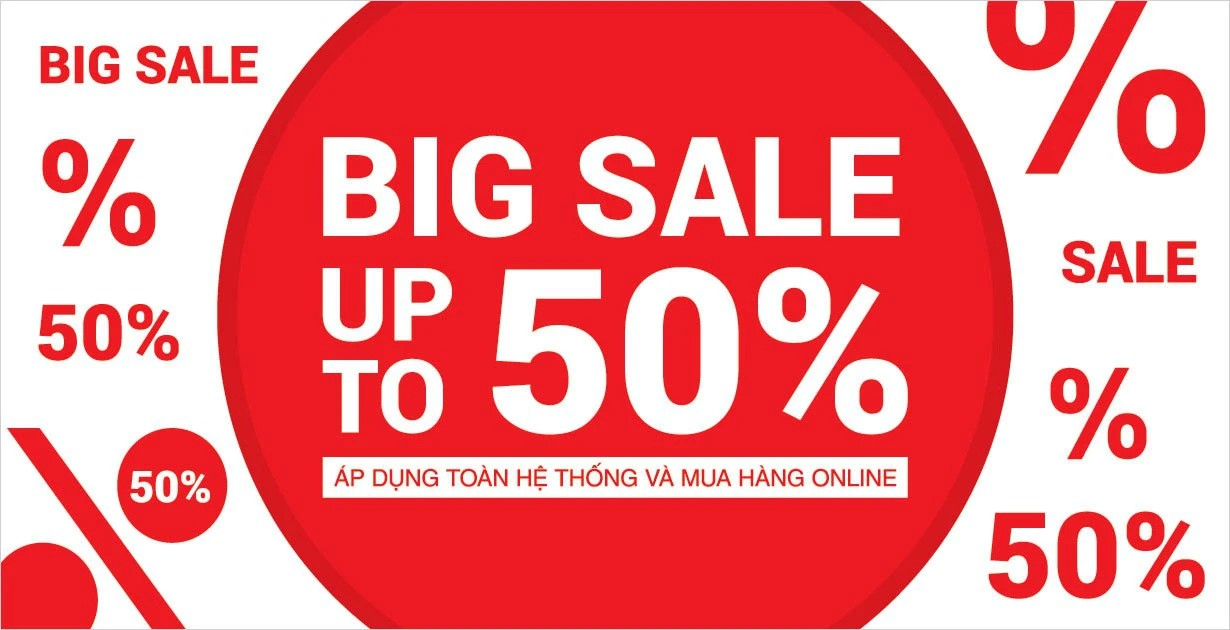 BIG SALE
%
50%
50%
BIG SALE
UP
TO
50%
ÁP DỤNG TOÀN HỆ THỐNG VÀ MUA HÀNG ONLINE
%
SALE
%
50%